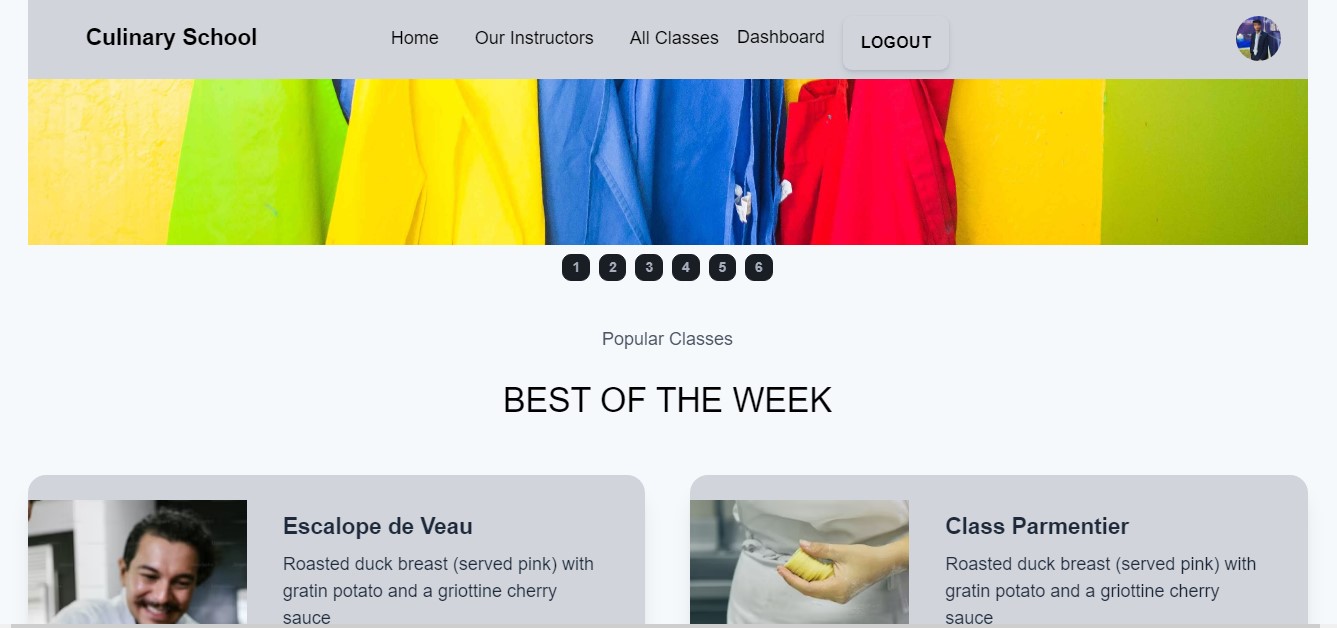 Culinary School
Home
Our Instructors
All Classes
Dashboard
LOGOUT
1 2 3 4 5 6
Popular Classes
BEST OF THE WEEK
Escalope de Veau
Roasted duck breast (served pink) with
gratin potato and a griottine cherry
sauce
Class Parmentier
Roasted duck breast (served pink) with
gratin potato and a griottine cherry
sauce